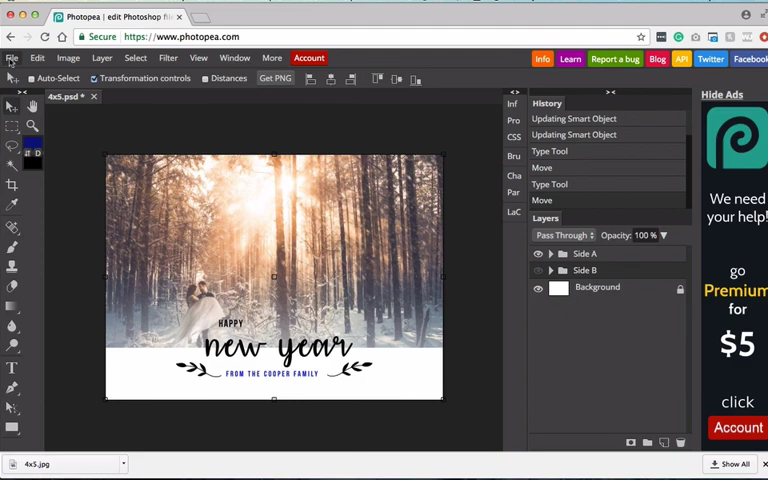 Photopea | edit Photoshop fil
Secure https://www.photopea.com
File Edit Image Layer Select Filter View Window More Account
Info Learn Report a bug Blog API Twitter Facebook
Auto-Select Transformation controls Distances Get PNG
4x5.psd *
Hide Ads
> < < > > <
Inf
Pro
CSS
Bru
Cha
Par
LaC
History
Updating Smart Object
Updating Smart Object
Type Tool
Move
Type Tool
Move
Layers
Pass Through Opacity: 100 %
Side A
Side B
Background
D
T
HAPPY
new year
FROM THE COOPER FAMILY
We need
your help!
go
Premium
for
$5
click
Account
4x5.jpg
Show All